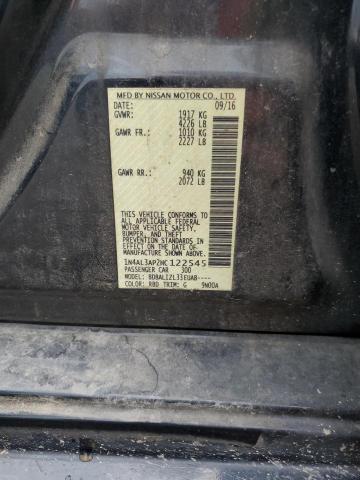 MFD BY NISSAN MOTOR CO., LTD.
DATE: 09/16
GVWR: 1917 KG
4226 LB
GAWR FR: 1010 KG
2227 LB
GAWR RR: 940 KG
2072 LB
THIS VEHICLE CONFORMS TO
ALL APPLICABLE FEDERAL
MOTOR VEHICLE SAFETY,
BUMPER, AND THEFT
PREVENTION STANDARDS IN
EFFECT ON THE DATE OF
MANUFACTURE SHOWN ABOVE.
1N4AL3AP2HC122545
PASSENGER CAR 300
MODEL: BDBALIZL33EUAB----
COLOR: RBD TRIM: G 9N00A